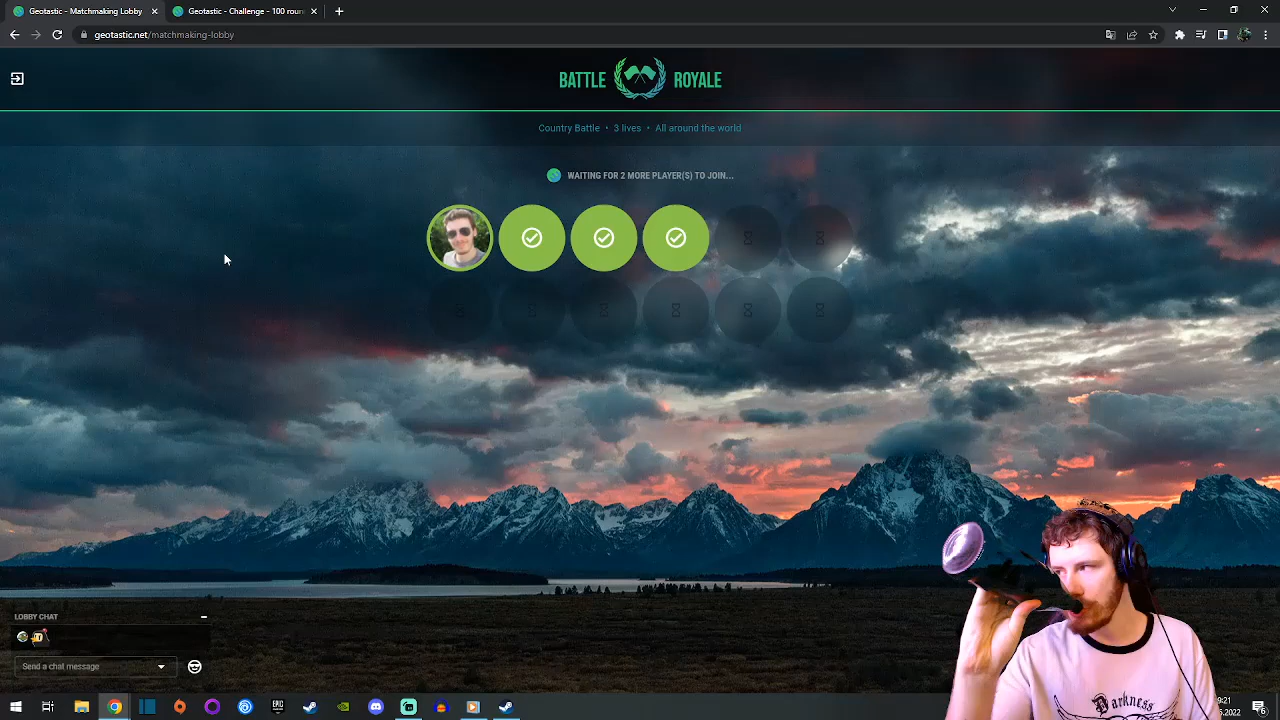 Geotastic - Matchmaking Lobby
Geotastic - Challenge - 100 roun
geotastic.net/matchmaking-lobby
BATTLE ROYALE
Country Battle • 3 lives • All around the world
WAITING FOR 2 MORE PLAYER(S) TO JOIN...
LOBBY CHAT
Send a chat message
EPIC
Darkness